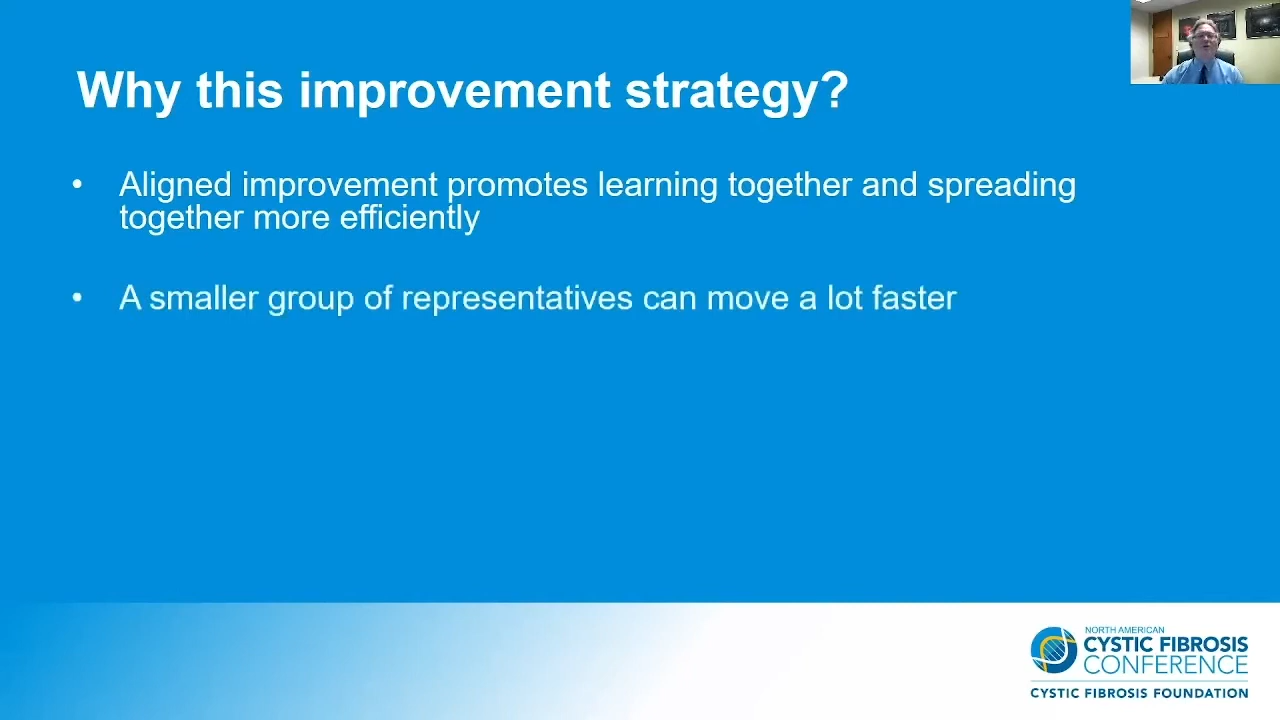 Why this improvement strategy?
• Aligned improvement promotes learning together and spreading
together more efficiently
• A smaller group of representatives can move a lot faster
NORTH AMERICAN
CYSTIC FIBROSIS
CONFERENCE
CYSTIC FIBROSIS FOUNDATION